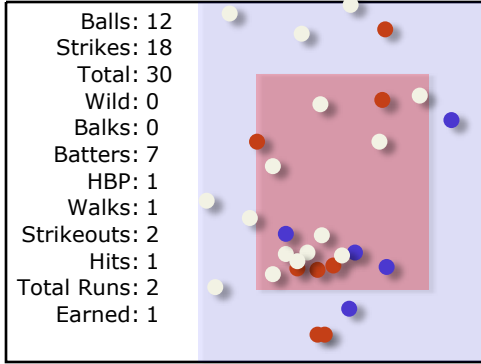 Balls: 12
Strikes: 18
Total: 30
Wild: 0
Balks: 0
Batters: 7
HBP: 1
Walks: 1
Strikeouts: 2
Hits: 1
Total Runs: 2
Earned: 1